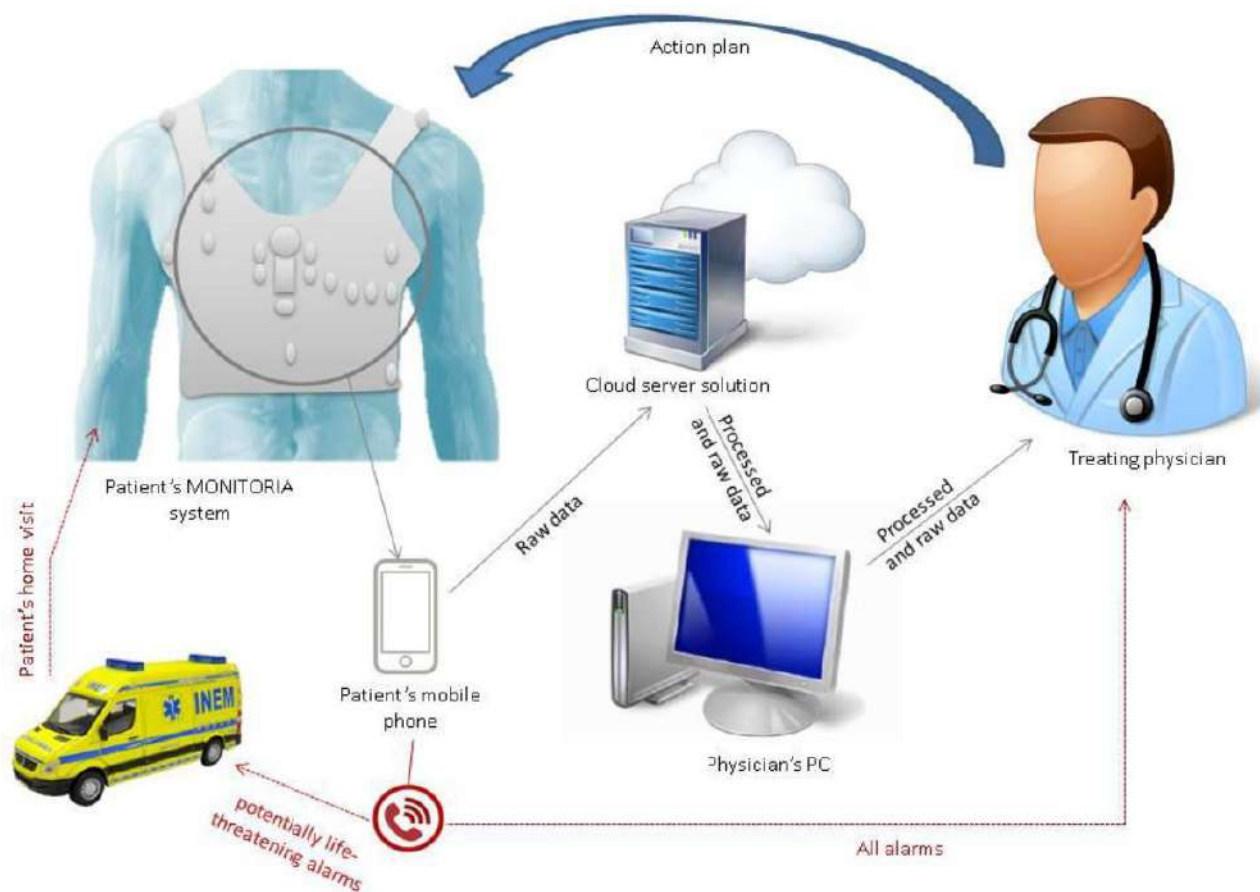 Action plan
Cloud server solution
Treating physician
Patient's MONITORIA
system
Raw data
Processed
and raw data
Processed
and raw data
Patient's home visit
INEM
Patient's mobile
phone
Physician's PC
potentially life-
threatening alarms
All alarms